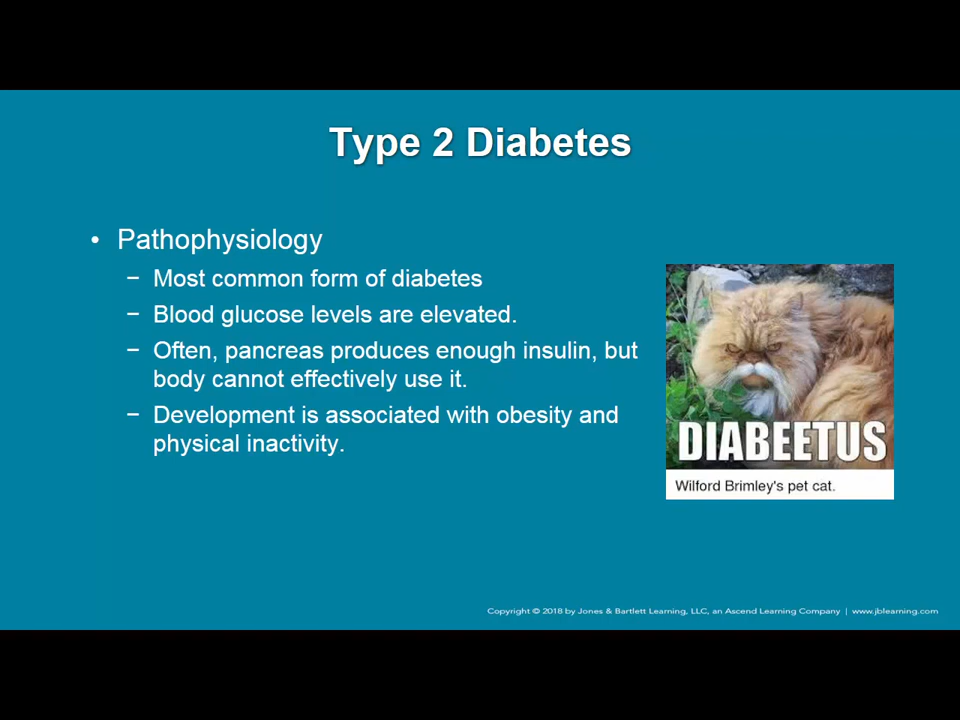 Type 2 Diabetes
• Pathophysiology
− Most common form of diabetes
− Blood glucose levels are elevated.
− Often, pancreas produces enough insulin, but
body cannot effectively use it.
− Development is associated with obesity and
physical inactivity.
DIABEETUS
Wilford Brimley's pet cat.
Copyright © 2018 by Jones & Bartlett Learning, LLC, an Ascend Learning Company | www.jblearning.com